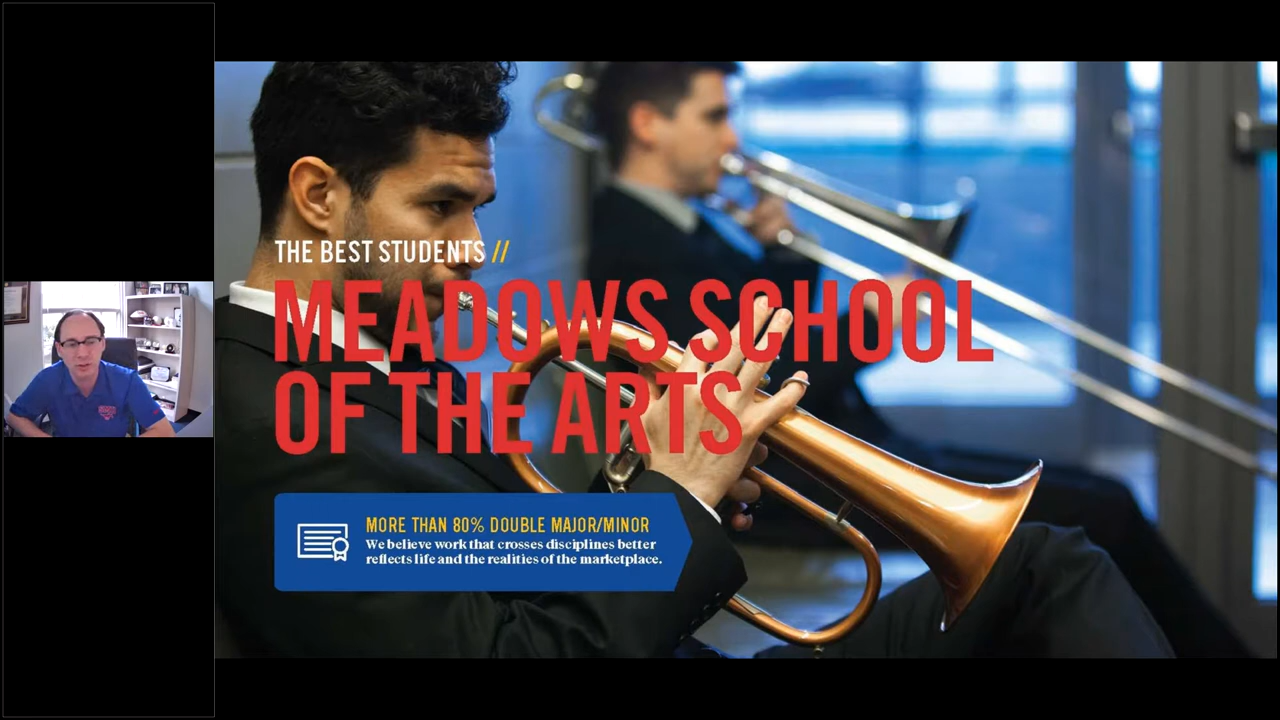 THE BEST STUDENTS //
MEADOWS SCHOOL
OF THE ARTS
MORE THAN 80% DOUBLE MAJOR/MINOR
We believe work that crosses disciplines better
reflects life and the realities of the marketplace.